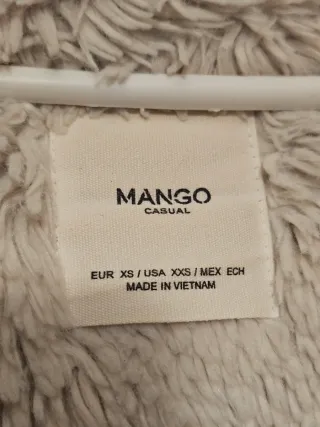 MANGO
CASUAL
EUR XS / USA XXS / MEX ECH
MADE IN VIETNAM